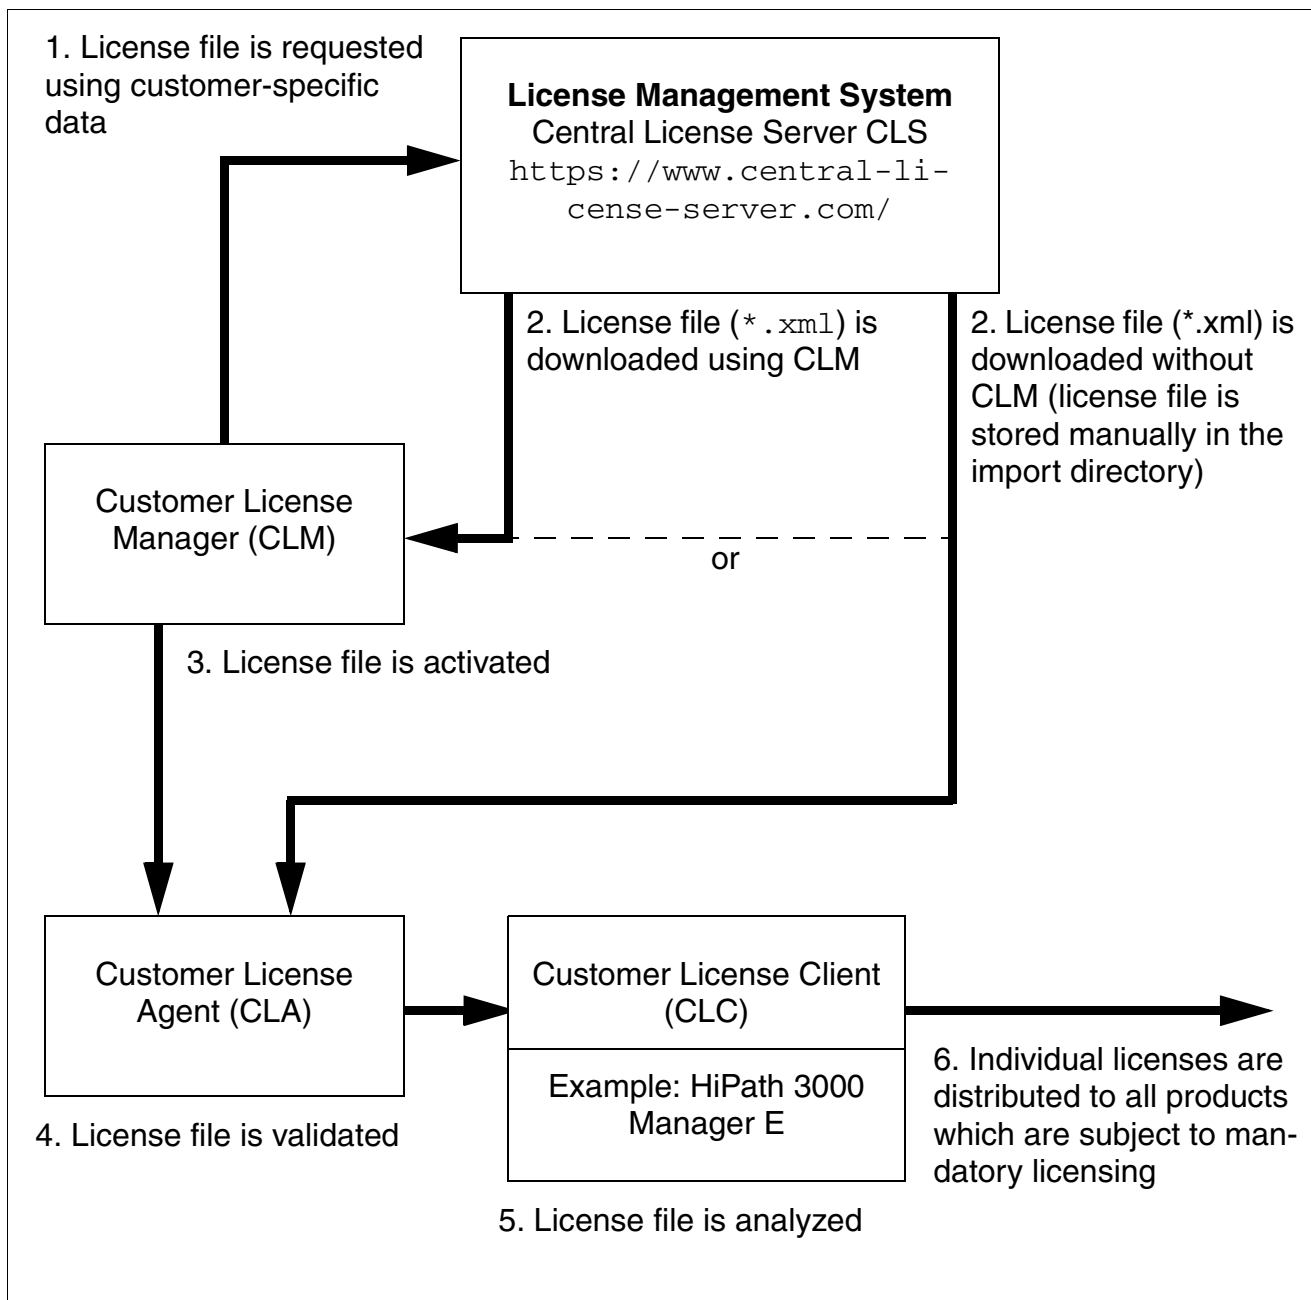 1. License file is requested
using customer-specific
data
License Management System
Central License Server CLS
https://www.central-li-
cense-server.com/
2. License file (*.xml) is
downloaded using CLM
2. License file (*.xml) is
downloaded without
CLM (license file is
stored manually in the
import directory)
Customer License
Manager (CLM)
or
3. License file is activated
Customer License
Agent (CLA)
Customer License Client
(CLC)
Example: HiPath 3000
Manager E
4. License file is validated
5. License file is analyzed
6. Individual licenses are
distributed to all products
which are subject to man-
datory licensing